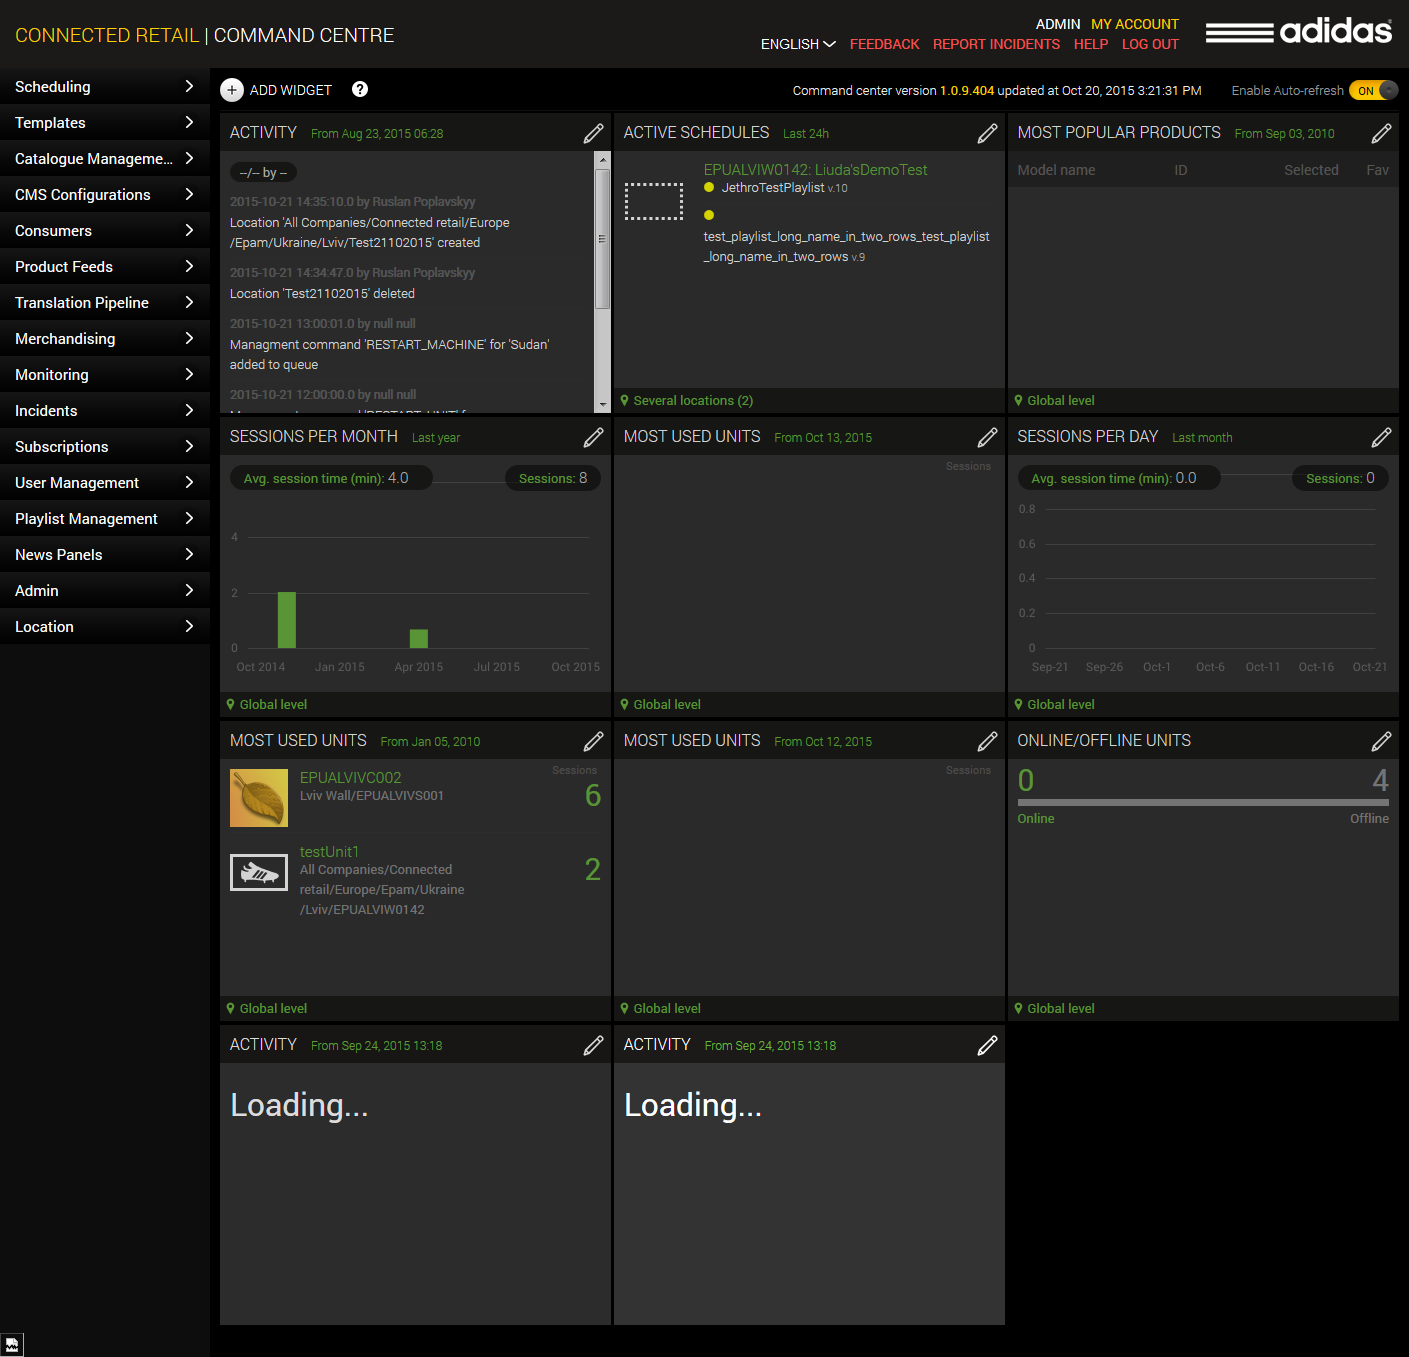 CONNECTED RETAIL | COMMAND CENTRE
ADMIN MY ACCOUNT
ENGLISH FEEDBACK REPORT INCIDENTS HELP LOG OUT
adidas
Scheduling
Templates
Catalogue Manageme...
CMS Configurations
Consumers
Product Feeds
Translation Pipeline
Merchandising
Monitoring
Incidents
Subscriptions
User Management
Playlist Management
News Panels
Admin
Location
+ ADD WIDGET ?
Command center version 1.0.9.404 updated at Oct 20, 2015 3:21:31 PM
Enable Auto-refresh ON
ACTIVITY From Aug 23, 2015 06:28
--/-- by --
2015-10-21 14:35:10.0 by Ruslan Poplavskyy
Location 'All Companies/Connected retail/Europe
/Epam/Ukraine/Lviv/Test21102015' created
2015-10-21 14:34:47.0 by Ruslan Poplavskyy
Location 'Test21102015' deleted
2015-10-21 13:00:01.0 by null null
Managment command 'RESTART_MACHINE' for 'Sudan'
added to queue
2015-10-21 12:00:00.0 by null null
ACTIVE SCHEDULES Last 24h
EPUALVIW0142: Liuda'sDemoTest
JethroTestPlaylist v.10
test_playlist_long_name_in_two_rows_test_playlist
_long_name_in_two_rows v.9
Several locations (2)
MOST POPULAR PRODUCTS From Sep 03, 2010
Model name ID Selected Fav
Global level
SESSIONS PER MONTH Last year
Avg. session time (min): 4.0 Sessions: 8
4
2
0
Oct 2014 Jan 2015 Apr 2015 Jul 2015 Oct 2015
Global level
MOST USED UNITS From Oct 13, 2015
Sessions
Global level
SESSIONS PER DAY Last month
Avg. session time (min): 0.0 Sessions: 0
0.8
0.6
0.4
0.2
0
Sep-21 Sep-26 Oct-1 Oct-6 Oct-11 Oct-16 Oct-21
Global level
MOST USED UNITS From Jan 05, 2010
Sessions
EPUALVIVC002
Lviv Wall/EPUALVIVS001
6
testUnit1
All Companies/Connected
retail/Europe/Epam/Ukraine
/Lviv/EPUALVIW0142
2
Global level
MOST USED UNITS From Oct 12, 2015
Sessions
Global level
ONLINE/OFFLINE UNITS
0 4
Online Offline
Global level
ACTIVITY From Sep 24, 2015 13:18
Loading...
ACTIVITY From Sep 24, 2015 13:18
Loading...